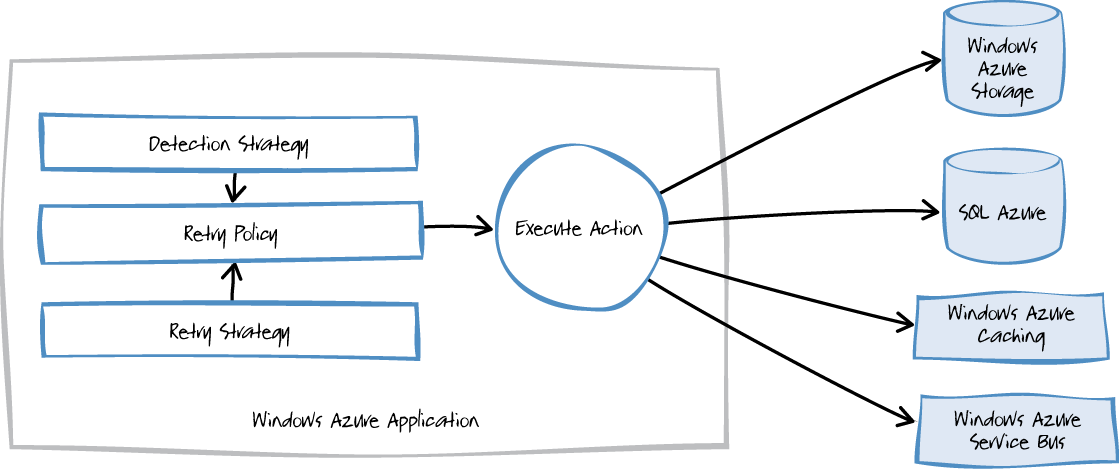 Detection Strategy
Retry Policy
Retry Strategy
Windows Azure Application
Execute Action
Windows
Azure
Storage
SQL Azure
Windows Azure
Caching
Windows Azure
Service Bus